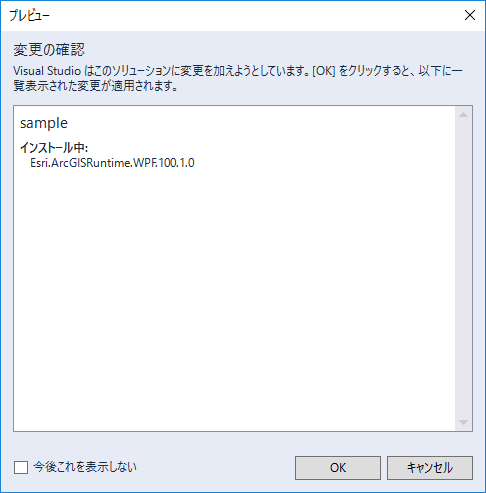 プレビュー
変更の確認
Visual Studio はこのソリューションに変更を加えようとしています。[OK] をクリックすると、以下に一
覧表示された変更が適用されます。
sample
インストール中:
Esri.ArcGISRuntime.WPF.100.1.0
今後これを表示しない
OK
キャンセル